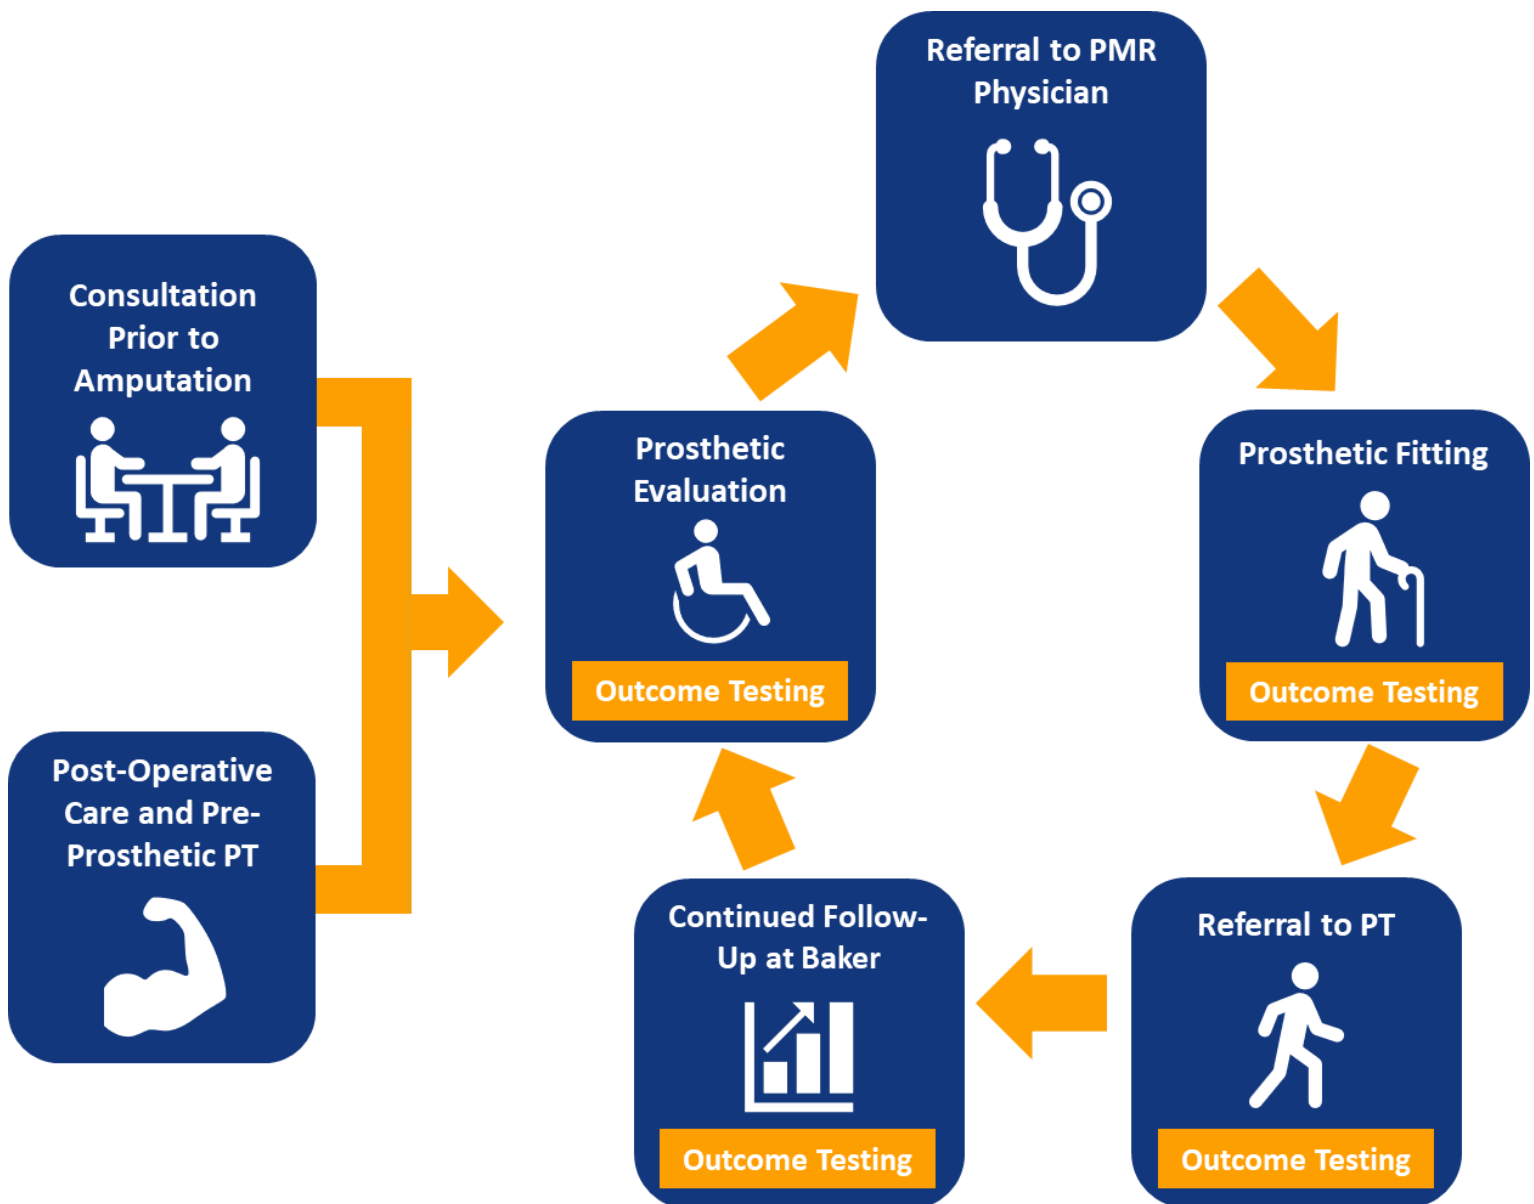 Referral to PMR
Physician
Consultation
Prior to
Amputation
Prosthetic
Evaluation
Outcome Testing
Prosthetic Fitting
Outcome Testing
Post-Operative
Care and Pre-
Prosthetic PT
Continued Follow-
Up at Baker
Outcome Testing
Referral to PT
Outcome Testing